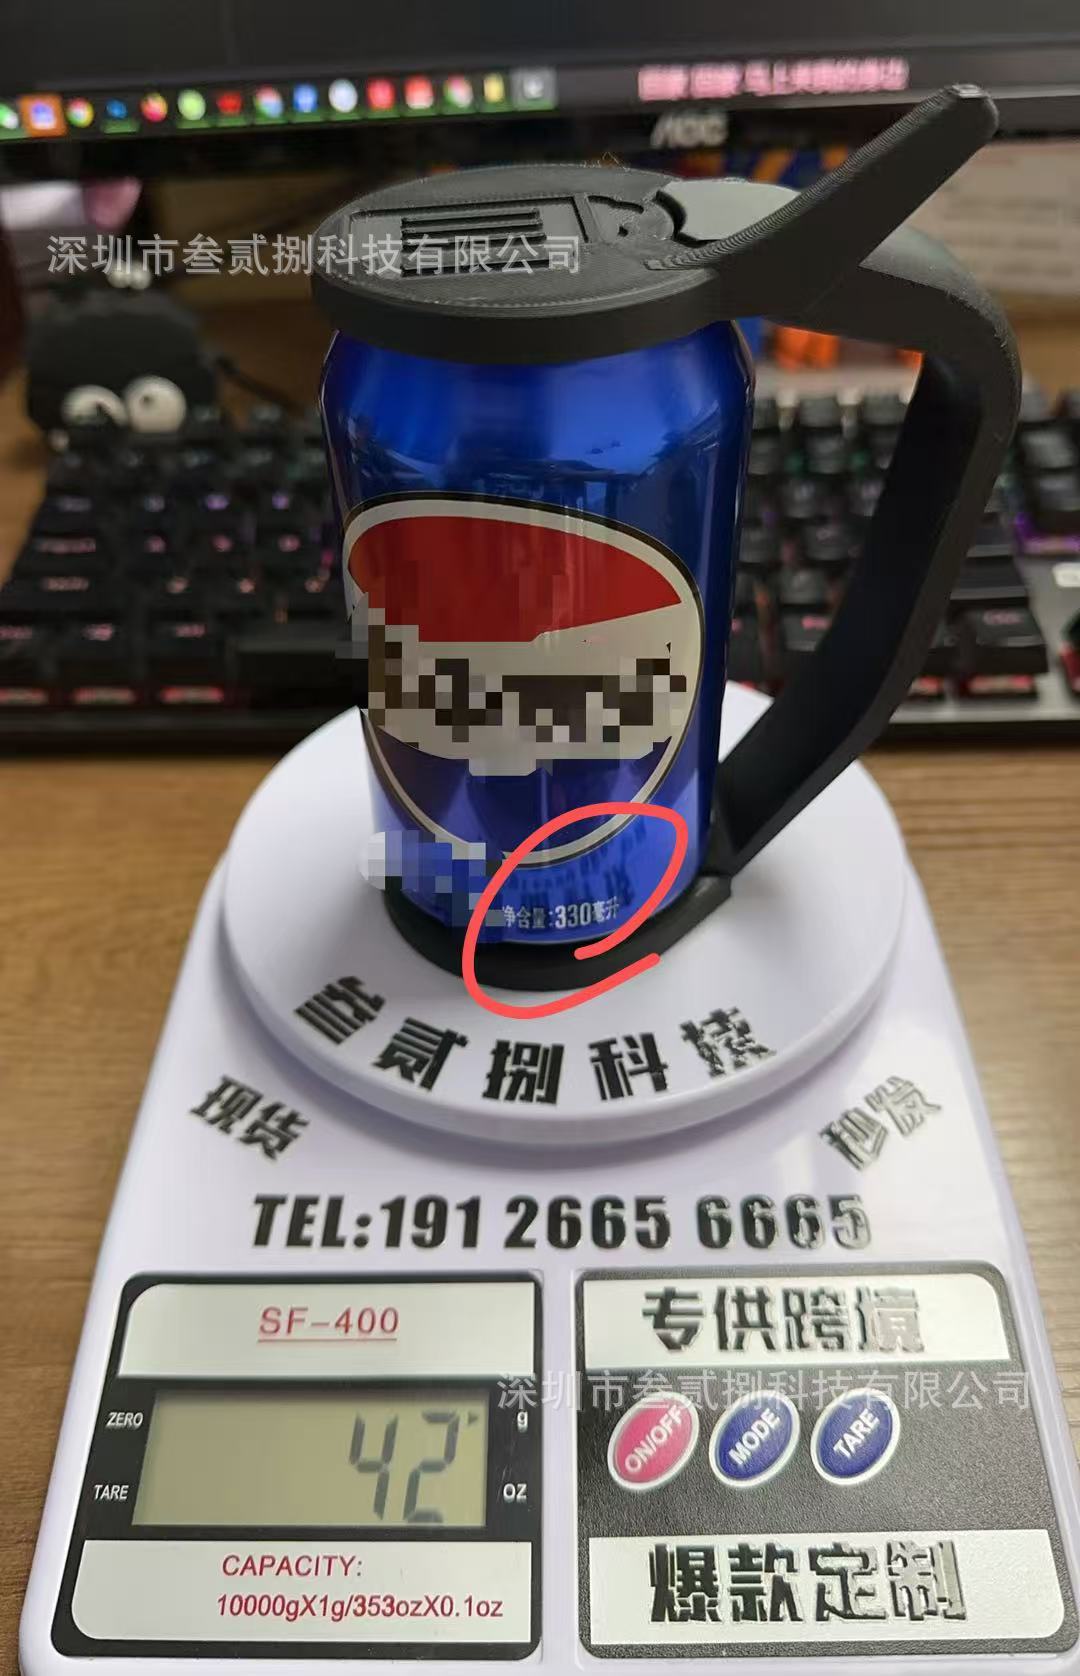 AOC
深圳市叁贰捌科技有限公司
净含量:330毫升
叁贰捌科技
现货
秒发
TEL:191 2665 6665
SF-400
专供跨境
深圳市叁贰捌科技有限公司
ZERO
g
42
TARE
OZ
ON/OFF
MODE
TARE
CAPACITY:
10000gX1g/353ozX0.1oz
爆款定制